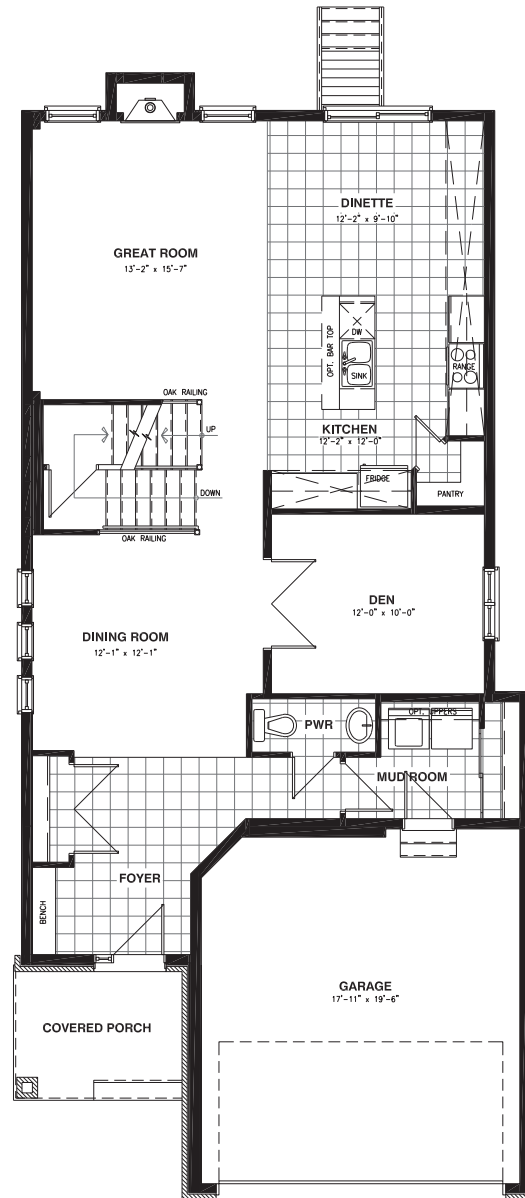 DINETTE
12'-2" x 9'-10"
GREAT ROOM
13'-2" x 15'-7"
OPT. BAR TOP
DW
SINK
RANGE
OAK RAILING
UP
KITCHEN
12'-2" x 12'-0"
FRIDGE
PANTRY
DOWN
OAK RAILING
DEN
12'-0" x 10'-0"
DINING ROOM
12'-1" x 12'-1"
OPT. UPPERS
PWR
MUD ROOM
FOYER
BENCH
GARAGE
17'-11" x 19'-6"
COVERED PORCH